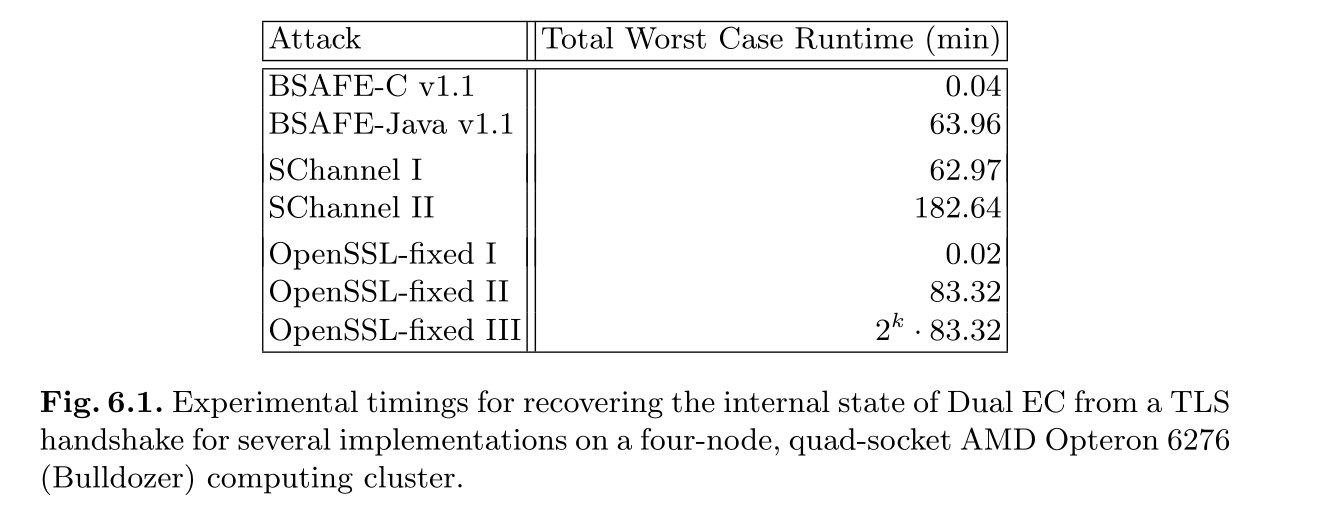 Attack Total Worst Case Runtime (min)
BSAFE-C v1.1 0.04
BSAFE-Java v1.1 63.96
SChannel I 62.97
SChannel II 182.64
OpenSSL-fixed I 0.02
OpenSSL-fixed II 83.32
OpenSSL-fixed III 2^k · 83.32
Fig. 6.1. Experimental timings for recovering the internal state of Dual EC from a TLS
handshake for several implementations on a four-node, quad-socket AMD Opteron 6276
(Bulldozer) computing cluster.